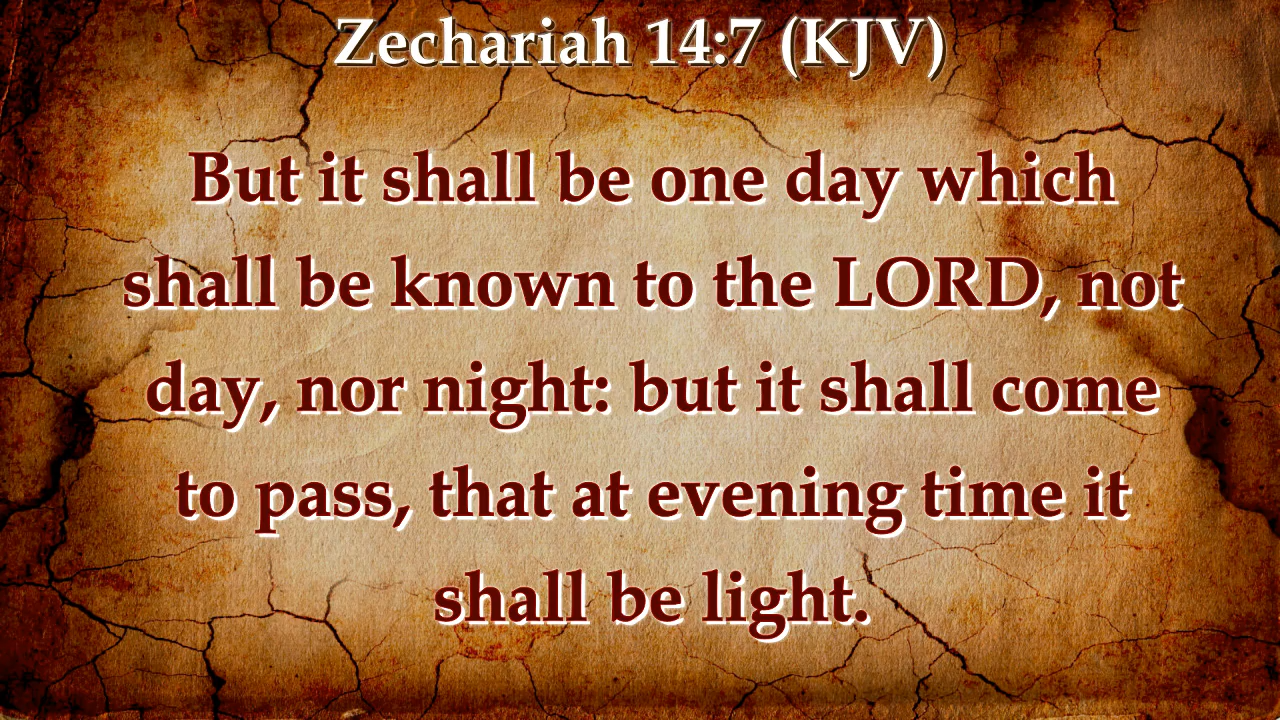 Zechariah 14:7 (KJV)
But it shall be one day which
shall be known to the LORD, not
day, nor night: but it shall come
to pass, that at evening time it
shall be light.